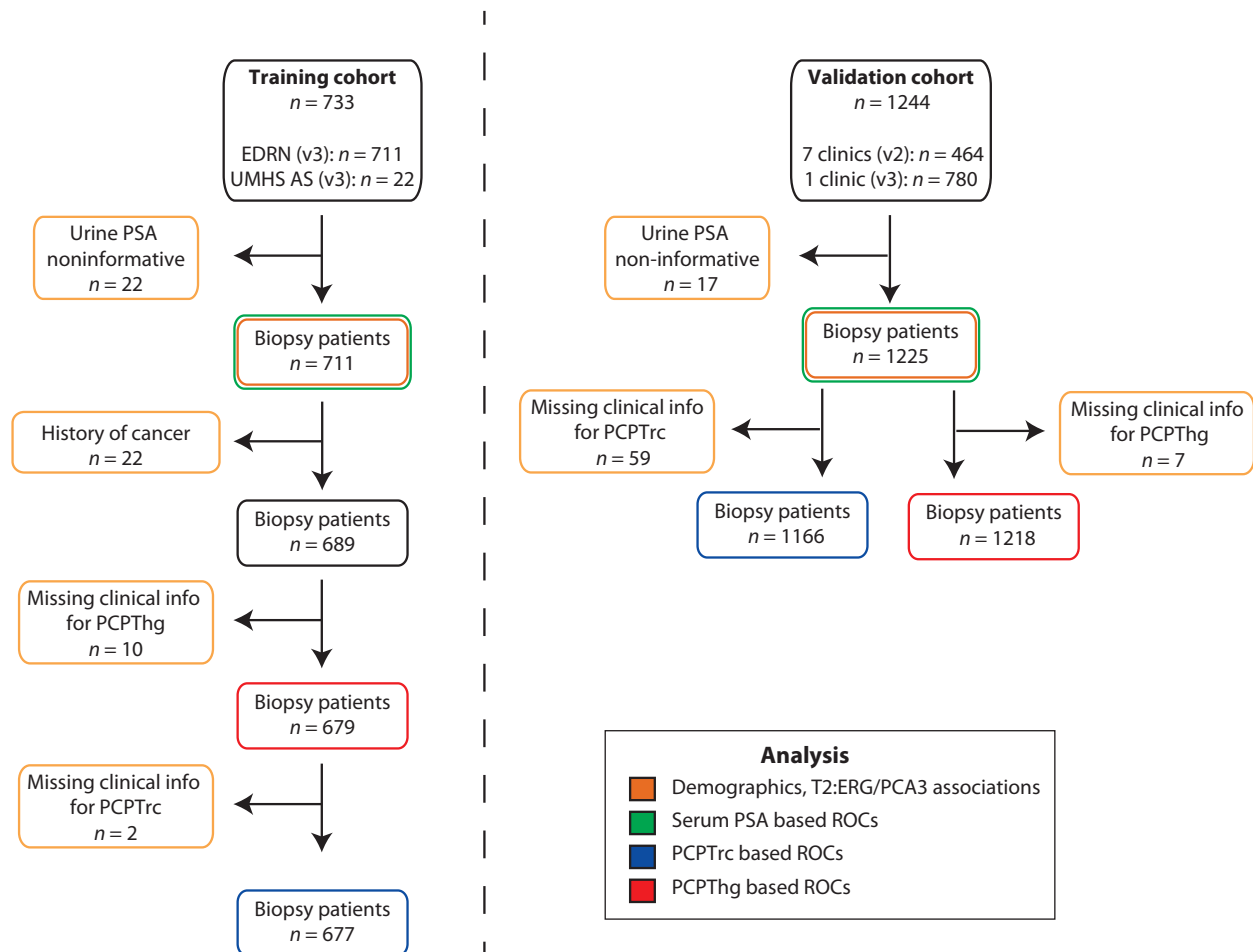 Training cohort
n = 733
EDRN (v3): n = 711
UMHS AS (v3): n = 22
Urine PSA
noninformative
n = 22
Biopsy patients
n = 711
History of cancer
n = 22
Biopsy patients
n = 689
Missing clinical info
for PCPThg
n = 10
Biopsy patients
n = 679
Missing clinical info
for PCPTrc
n = 2
Biopsy patients
n = 677
Validation cohort
n = 1244
7 clinics (v2): n = 464
1 clinic (v3): n = 780
Urine PSA
non-informative
n = 17
Biopsy patients
n = 1225
Missing clinical info
for PCPTrc
n = 59
Missing clinical info
for PCPThg
n = 7
Biopsy patients
n = 1166
Biopsy patients
n = 1218
Analysis
Demographics, T2:ERG/PCA3 associations
Serum PSA based ROCs
PCPTrc based ROCs
PCPThg based ROCs